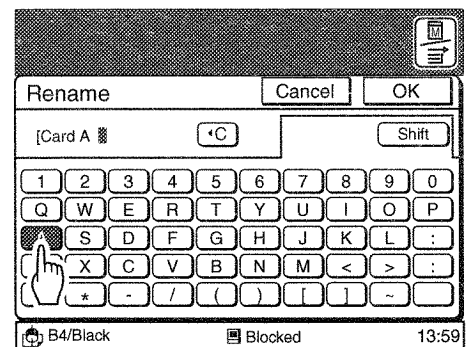 M
Rename Cancel OK
[Card A C Shift
1 2 3 4 5 6 7 8 9 0
Q W E R T Y U I O P
S D F G H J K L :
X C V B N M < > :
* - / ( ) [ ] ~
B4/Black Blocked 13:59